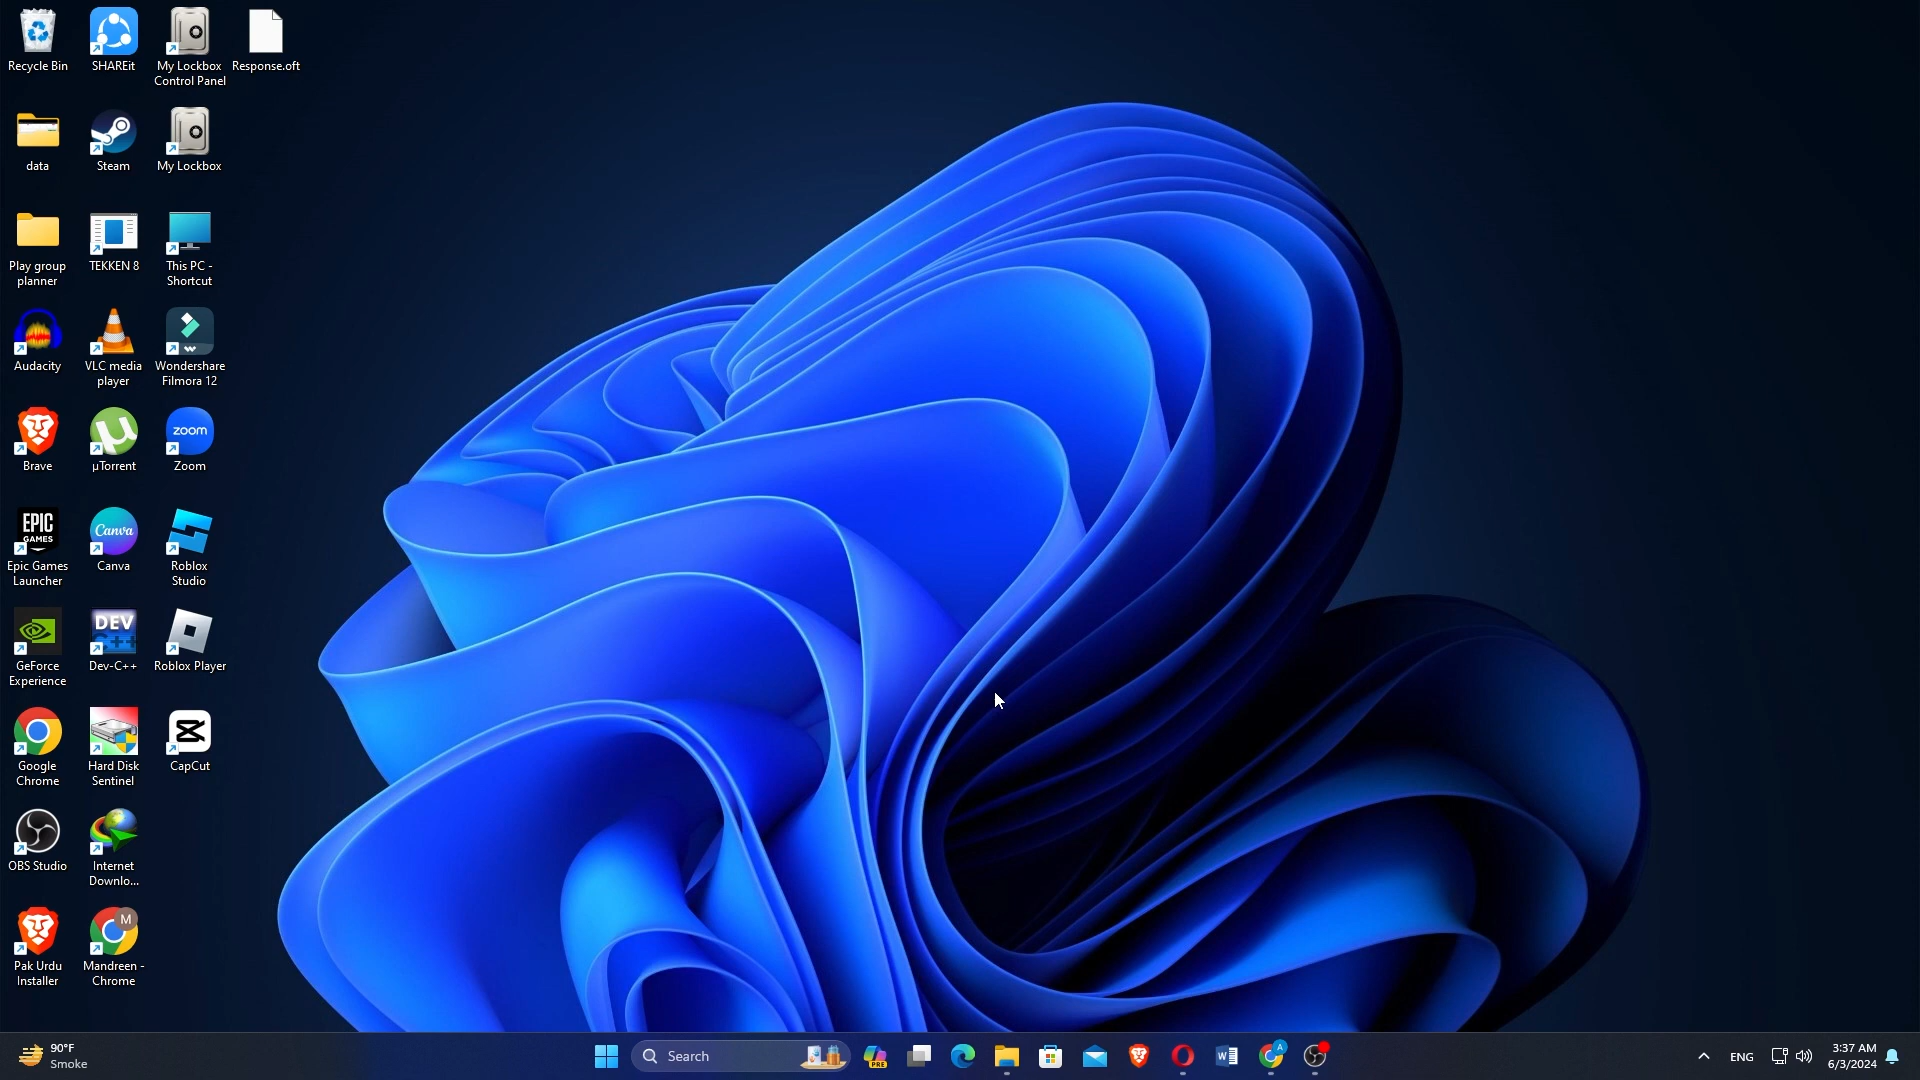 Recycle Bin
SHAREit
My Lockbox
Control Panel
Response.oft
data
Steam
My Lockbox
Play group
planner
TEKKEN 8
This PC -
Shortcut
Audacity
VLC media
player
Wondershare
Filmora 12
Brave
µTorrent
zoom
Zoom
EPIC
GAMES
Epic Games
Launcher
Canva
Canva
Roblox
Studio
GeForce
Experience
DEV
C++
Dev-C++
Roblox Player
Google
Chrome
Hard Disk
Sentinel
CapCut
OBS Studio
Internet
Downlo...
Pak Urdu
Installer
M
Mandreen -
Chrome
90°F
Smoke
Search
PRE
W
A
ENG
3:37 AM
6/3/2024